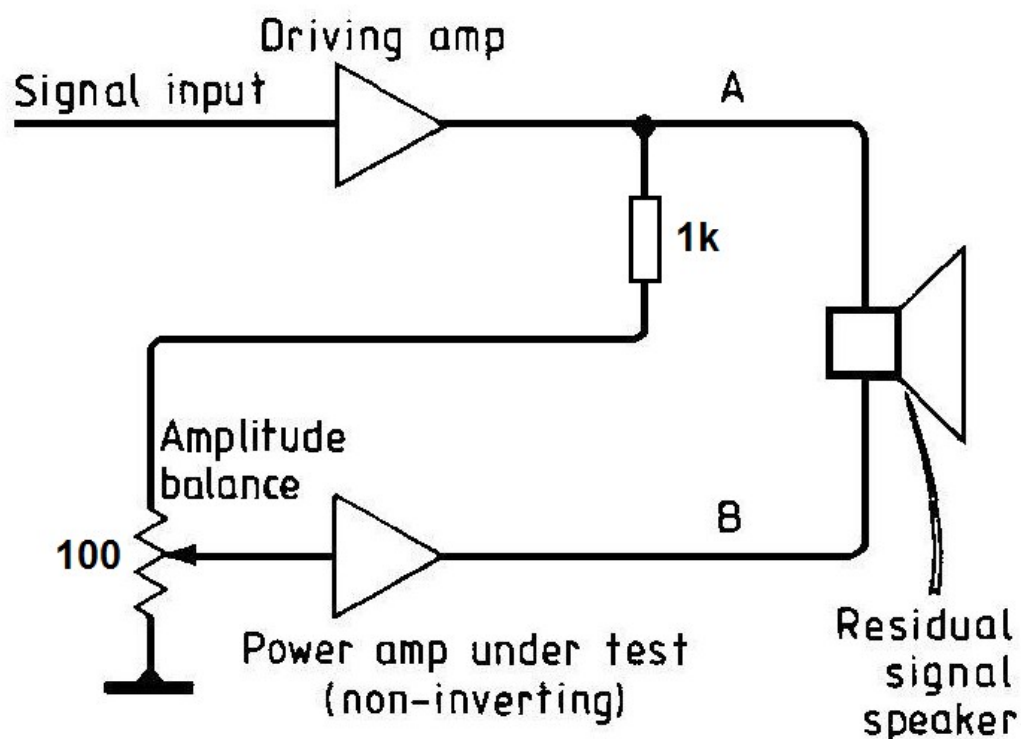 Driving amp
Signal input
A
1k
Amplitude
balance
100
B
Power amp under test
(non-inverting)
Residual
signal
speaker